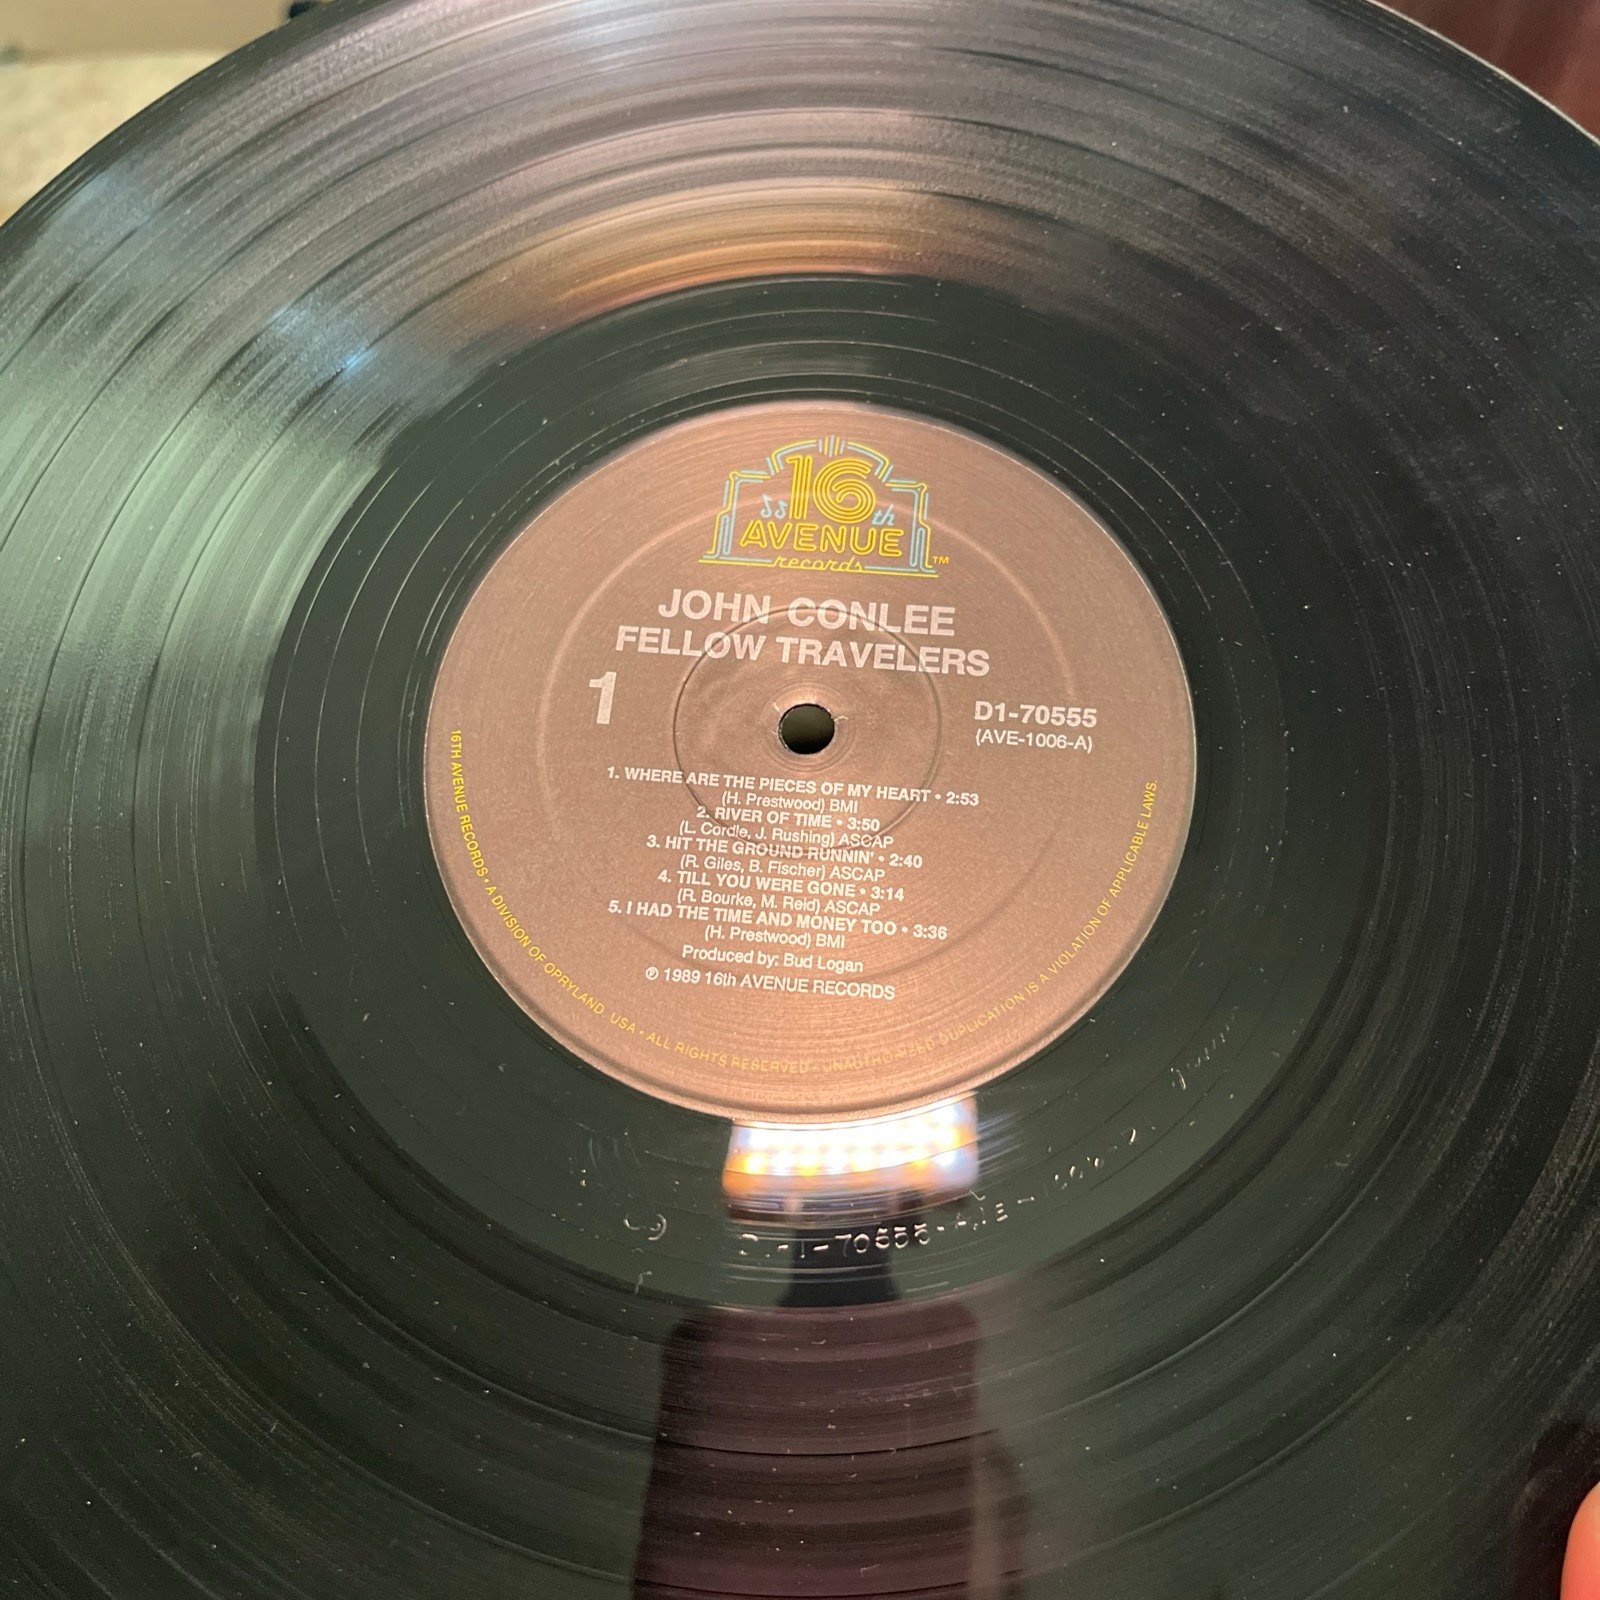 16th
AVENUE
records™
JOHN CONLEE
FELLOW TRAVELERS
1
D1-70555
(AVE-1006-A)
1. WHERE ARE THE PIECES OF MY HEART • 2:53
(H. Prestwood) BMI
2. RIVER OF TIME • 3:50
(L. Cordle, J. Rushing) ASCAP
3. HIT THE GROUND RUNNIN' • 2:40
(R. Giles, B. Fischer) ASCAP
4. TILL YOU WERE GONE • 3:14
(R. Bourke, M. Reid) ASCAP
5. I HAD THE TIME AND MONEY TOO • 3:36
(H. Prestwood) BMI
Produced by: Bud Logan
℗ 1989 16th AVENUE RECORDS
16TH AVENUE RECORDS • A DIVISION OF OPRYLAND USA • ALL RIGHTS RESERVED • UNAUTHORIZED DUPLICATION IS A VIOLATION OF APPLICABLE LAWS.
-1-70555-